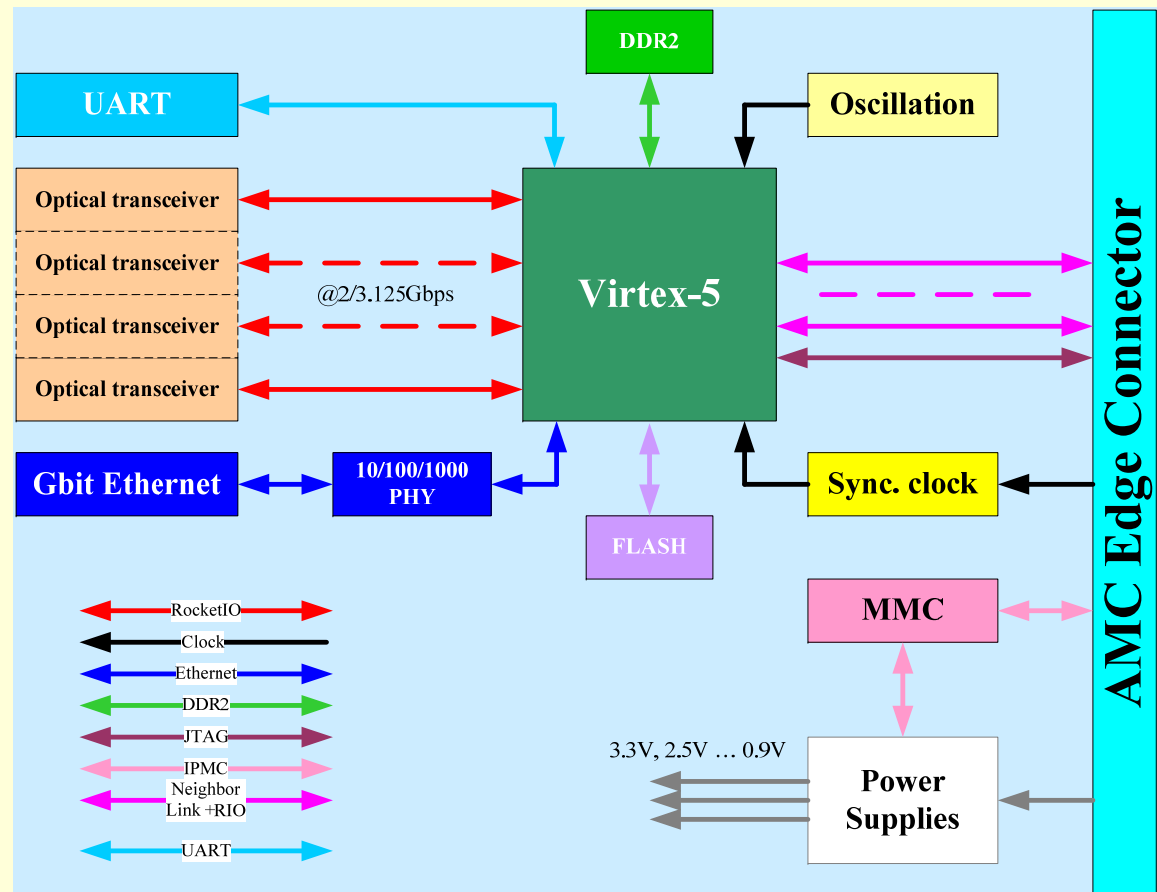 DDR2
UART
Oscillation
Optical transceiver
Optical transceiver
@2/3.125Gbps
Optical transceiver
Optical transceiver
Virtex-5
Gbit Ethernet
10/100/1000
PHY
FLASH
Sync. clock
MMC
Power
Supplies
3.3V, 2.5V … 0.9V
AMC Edge Connector
RocketIO
Clock
Ethernet
DDR2
JTAG
IPMC
Neighbor
Link +RIO
UART